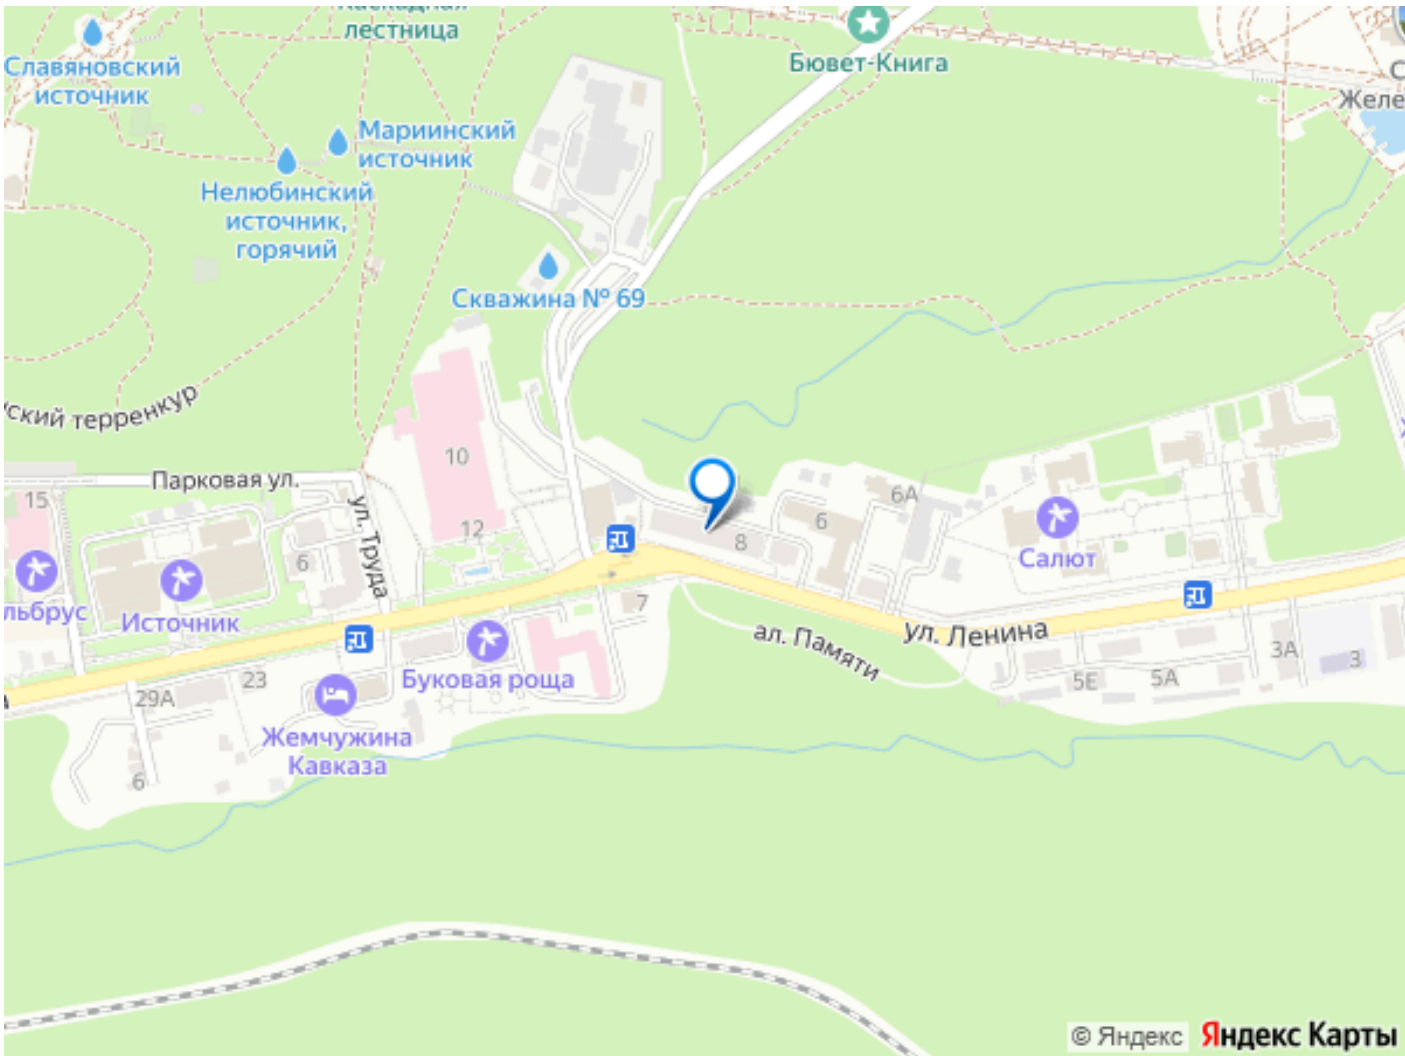 лестница
Бювет-Книга
Славяновский
источник
Желе
Мариинский
источник
Нелюбинский
источник,
горячий
Скважина № 69
ский терренкур
10
Парковая ул.
15
ул. Труда
12
6
6А
6
8
Салют
льбрус
Источник
7
ал. Памяти
ул. Ленина
3А
3
23
29А
Буковая роща
5Е
5А
Жемчужина
Кавказа
6
© Яндекс
Яндекс Карты